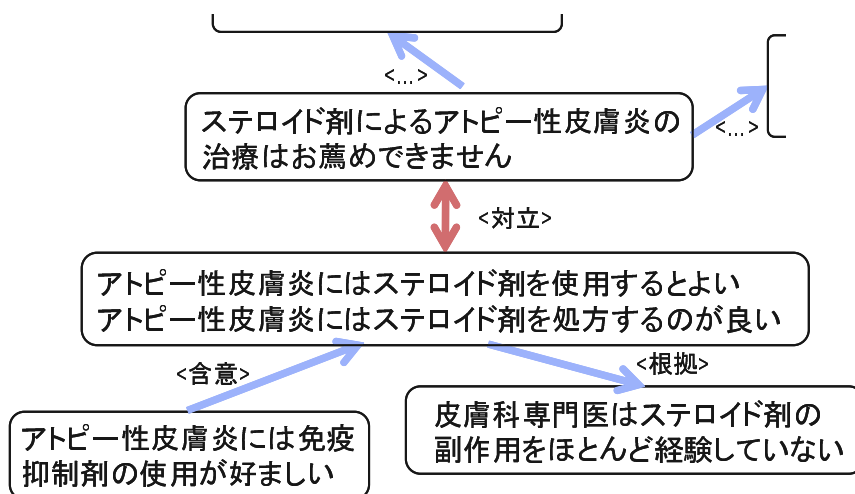 <...>
ステロイド剤によるアトピー性皮膚炎の
治療はお薦めできません
<...>
<対立>
アトピー性皮膚炎にはステロイド剤を使用するとよい
アトピー性皮膚炎にはステロイド剤を処方するのが良い
<含意>
<根拠>
アトピー性皮膚炎には免疫
抑制剤の使用が好ましい
皮膚科専門医はステロイド剤の
副作用をほとんど経験していない